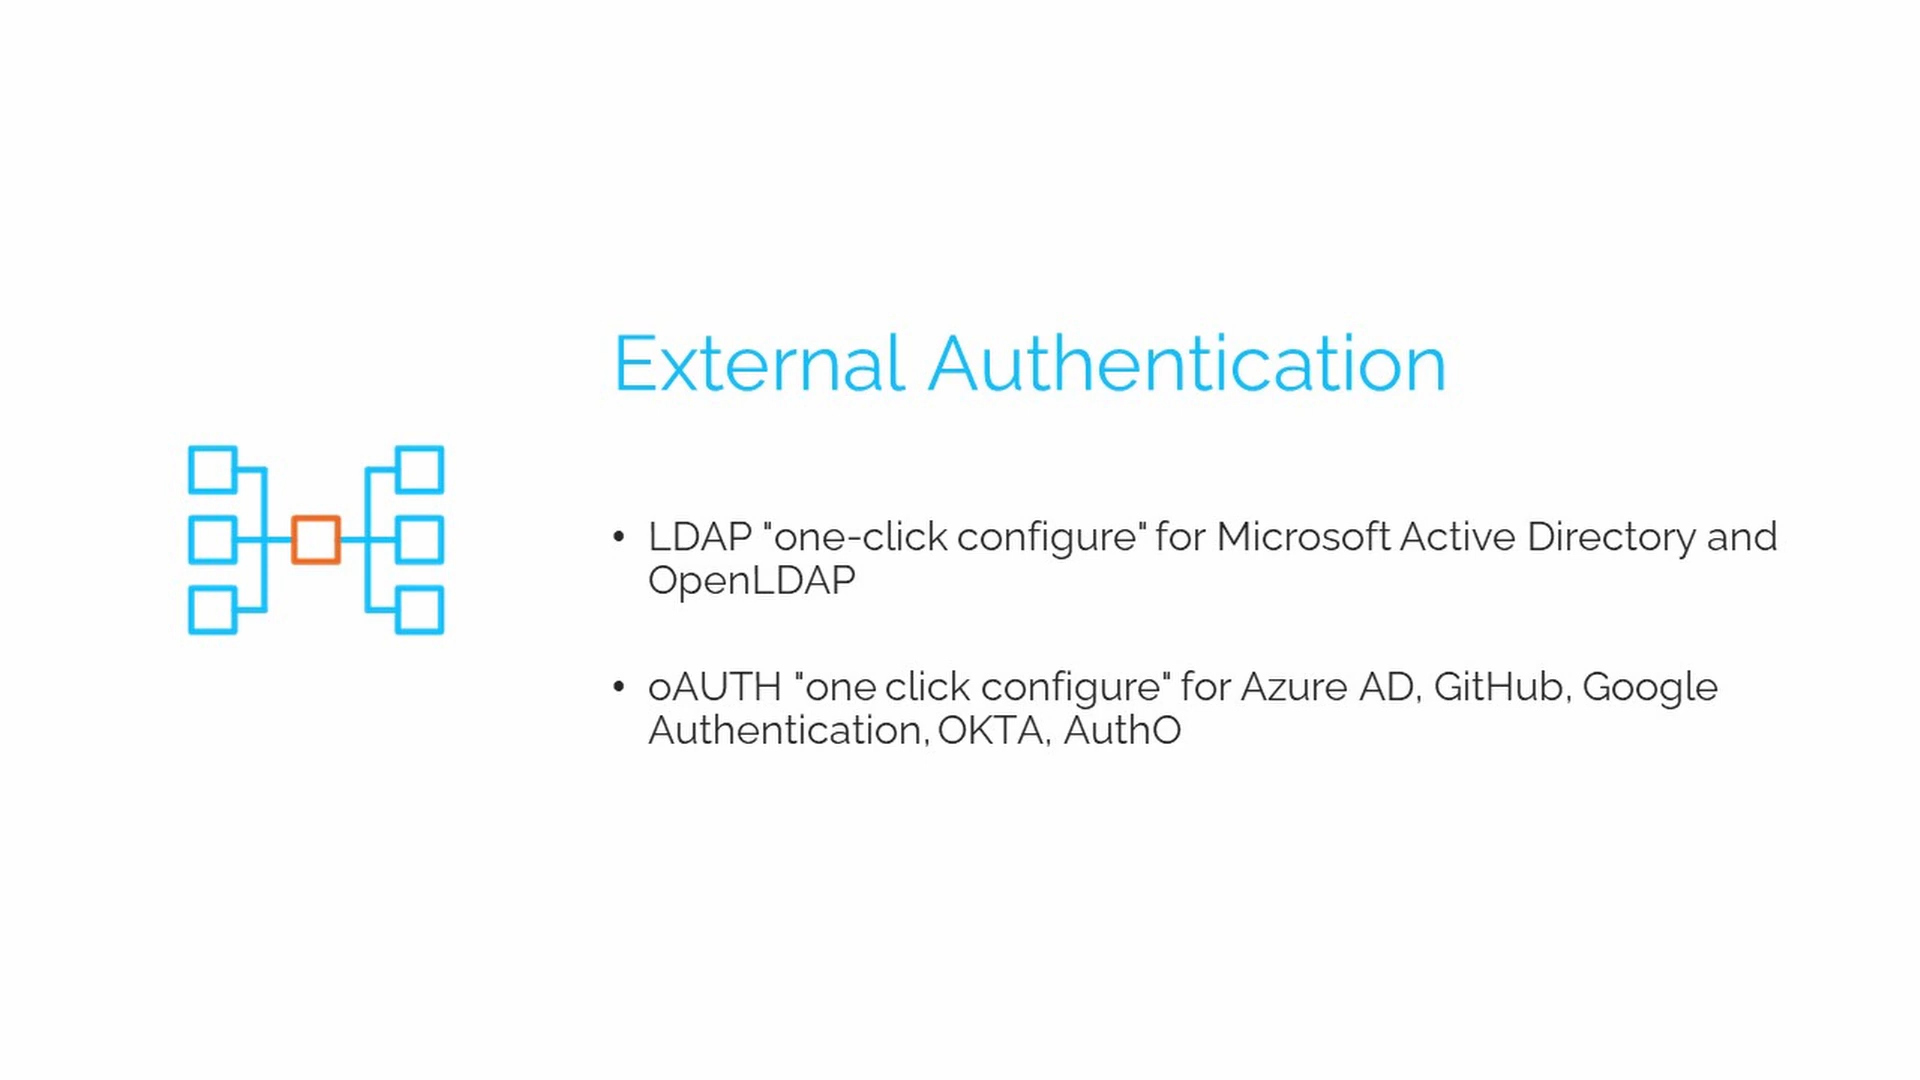 External Authentication
• LDAP "one-click configure" for Microsoft Active Directory and
OpenLDAP
• oAUTH "one click configure" for Azure AD, GitHub, Google
Authentication, OKTA, AuthO